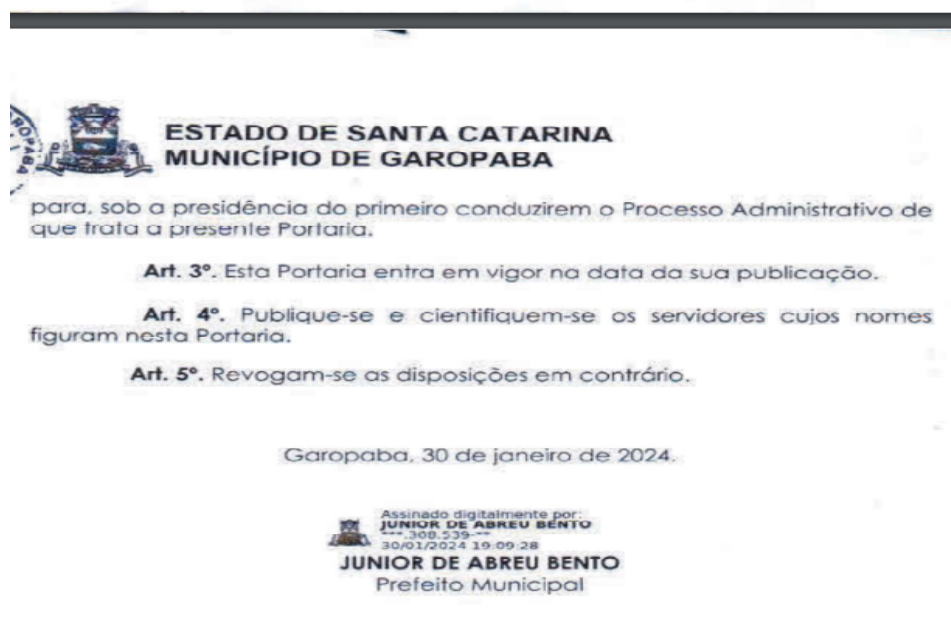 ESTADO DE SANTA CATARINA
MUNICÍPIO DE GAROPABA
para, sob a presidência do primeiro conduzirem o Processo Administrativo de
que trata a presente Portaria.
Art. 3º. Esta Portaria entra em vigor na data da sua publicação.
Art. 4º. Publique-se e cientifiquem-se os servidores cujos nomes
figuram nesta Portaria.
Art. 5º. Revogam-se as disposições em contrário.
Garopaba, 30 de janeiro de 2024.
Assinado digitalmente por:
JUNIOR DE ABREU BENTO
***.308.539-**
30/01/2024 19:09:28
JUNIOR DE ABREU BENTO
Prefeito Municipal